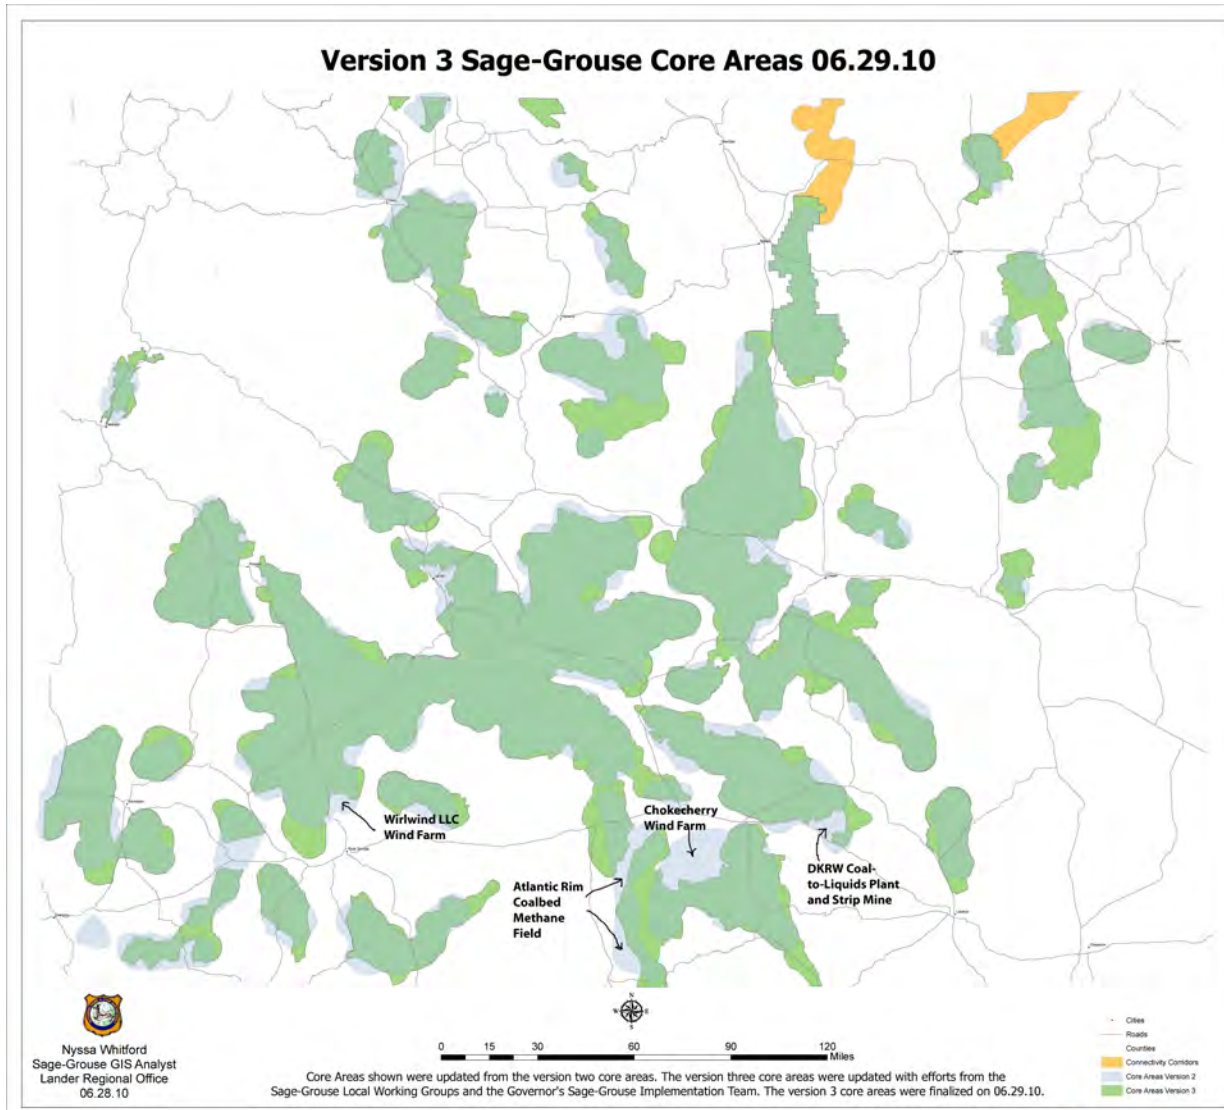 Version 3 Sage-Grouse Core Areas 06.29.10
Wirlwind LLC
Wind Farm
Chokecherry
Wind Farm
Atlantic Rim
Coalbed
Methane
Field
DKRW Coal-
to-Liquids Plant
and Strip Mine
Nyssa Whitford
Sage-Grouse GIS Analyst
Lander Regional Office
06.28.10
N
W
E
S
0 30 60 90 120
Miles
Core Areas shown were updated from the version two core areas. The version three core areas were updated with efforts from the
Sage-Grouse Local Working Groups and the Governor's Sage-Grouse Implementation Team. The version 3 core areas were finalized on 06.29.10.
Cities
Roads
Counties
Connectivity Corridors
Core Areas Version 2
Core Areas Version 3